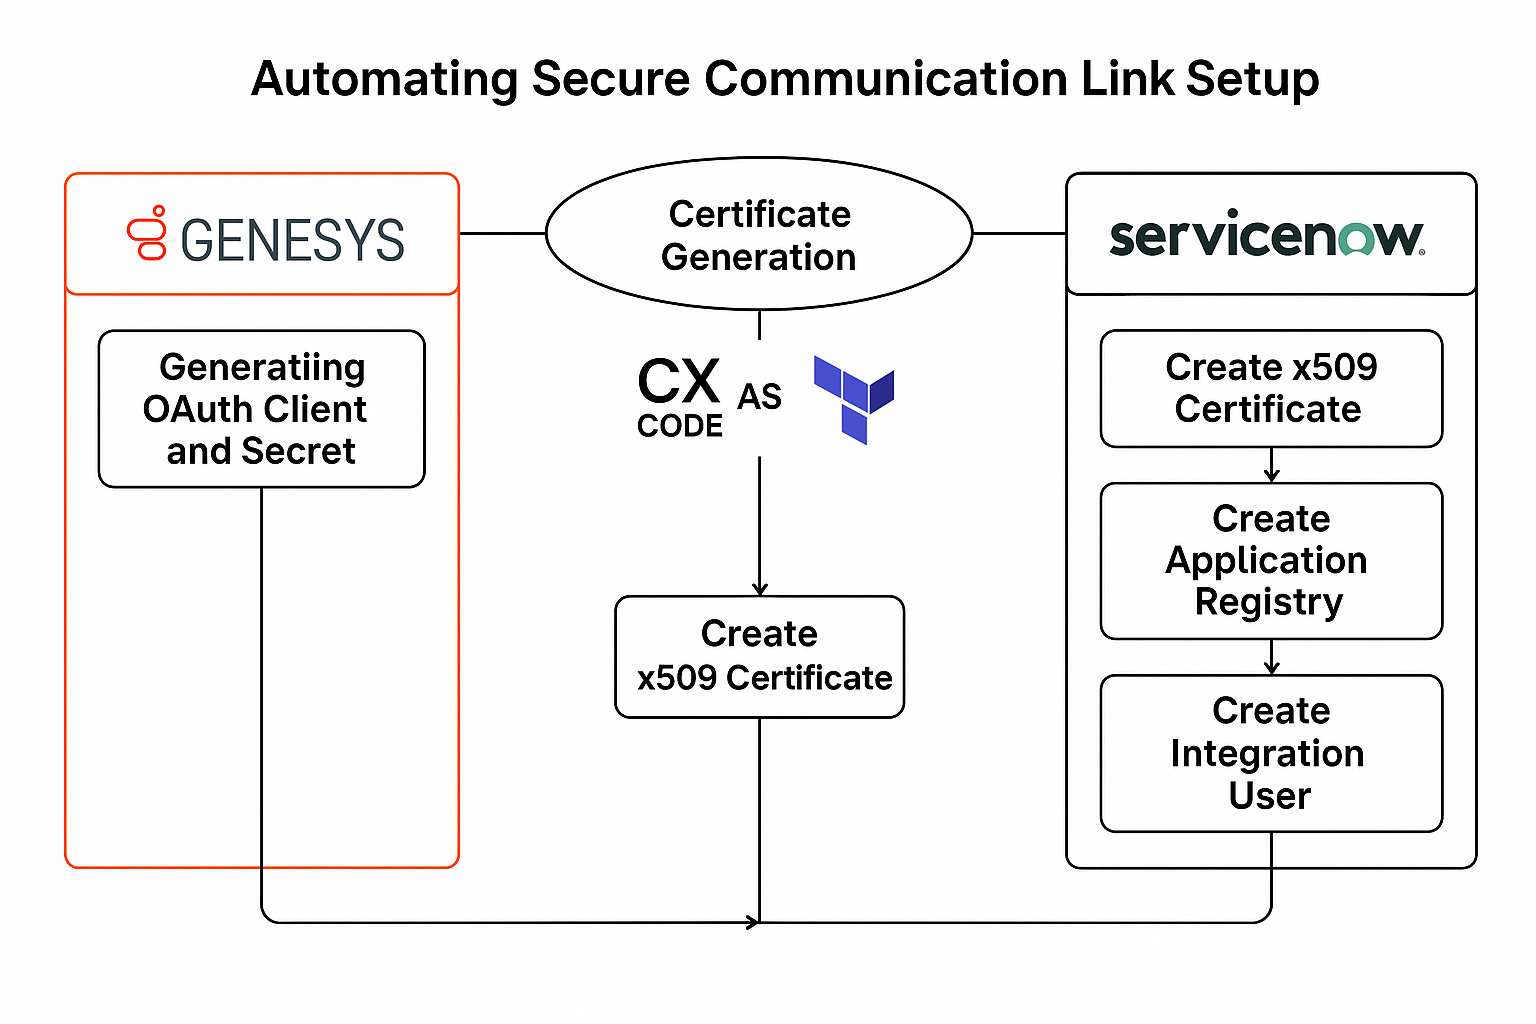 Automating Secure Communication Link Setup
GENESYS
Certificate
Generation
servicenow®
Generatiing
OAuth Client
and Secret
CX
CODE
AS
Create x509
Certificate
Create
Application
Registry
Create
x509 Certificate
Create
Integration
User